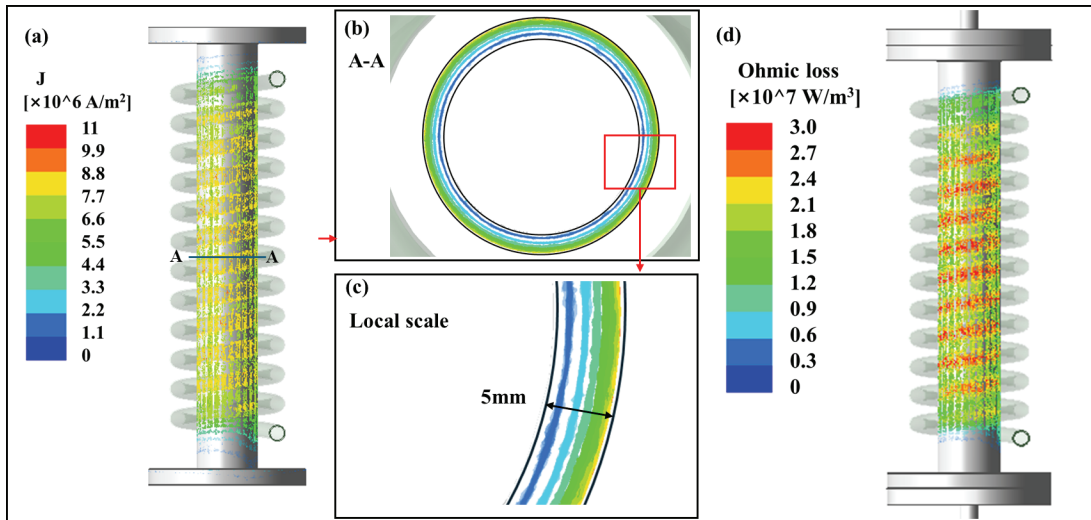 (a)
J
[×10^6 A/m²]
11
9.9
8.8
7.7
6.6
5.5
4.4
3.3
2.2
1.1
0
A A
(b)
A-A
(c)
Local scale
5mm
(d)
Ohmic loss
[×10^7 W/m³]
3.0
2.7
2.4
2.1
1.8
1.5
1.2
0.9
0.6
0.3
0